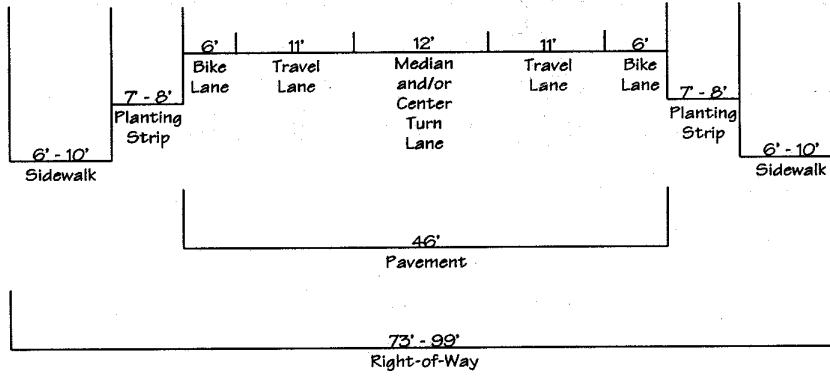 6' 11' 12' 11' 6'
Bike Travel Median Travel Bike
Lane Lane and/or Lane Lane
Center
Turn
Lane
7' - 8' 7' - 8'
Planting Planting
Strip Strip
6' - 10' 6' - 10'
Sidewalk Sidewalk
46'
Pavement
73' - 99'
Right-of-Way